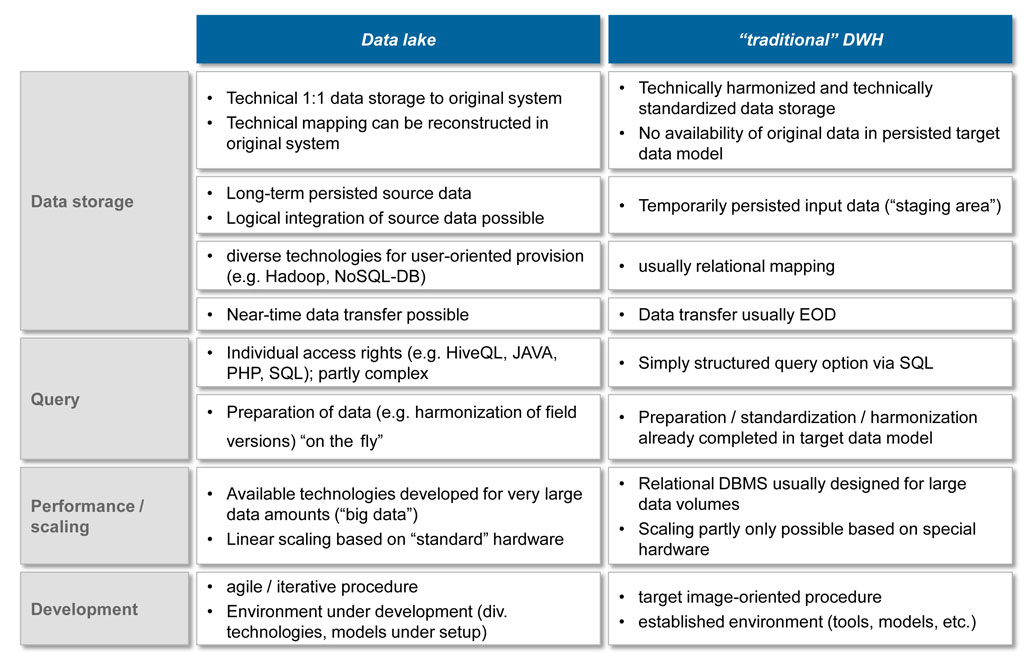 Data lake
“traditional” DWH
Data storage
• Technical 1:1 data storage to original system
• Technical mapping can be reconstructed in
original system
• Technically harmonized and technically
standardized data storage
• No availability of original data in persisted target
data model
• Long-term persisted source data
• Logical integration of source data possible
• Temporarily persisted input data (“staging area”)
• diverse technologies for user-oriented provision
(e.g. Hadoop, NoSQL-DB)
• usually relational mapping
• Near-time data transfer possible
• Data transfer usually EOD
Query
• Individual access rights (e.g. HiveQL, JAVA,
PHP, SQL); partly complex
• Simply structured query option via SQL
• Preparation of data (e.g. harmonization of field
versions) “on the fly”
• Preparation / standardization / harmonization
already completed in target data model
Performance /
scaling
• Available technologies developed for very large
data amounts (“big data”)
• Linear scaling based on “standard” hardware
• Relational DBMS usually designed for large
data volumes
• Scaling partly only possible based on special
hardware
Development
• agile / iterative procedure
• Environment under development (div.
technologies, models under setup)
• target image-oriented procedure
• established environment (tools, models, etc.)